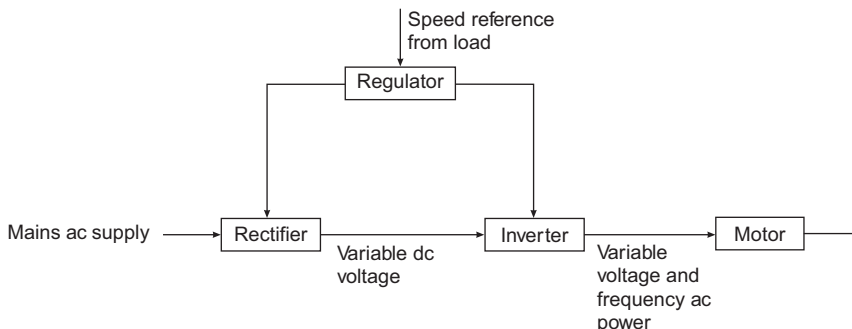 Speed reference
from load
Regulator
Mains ac supply
Rectifier
Variable dc
voltage
Inverter
Variable
voltage and
frequency ac
power
Motor